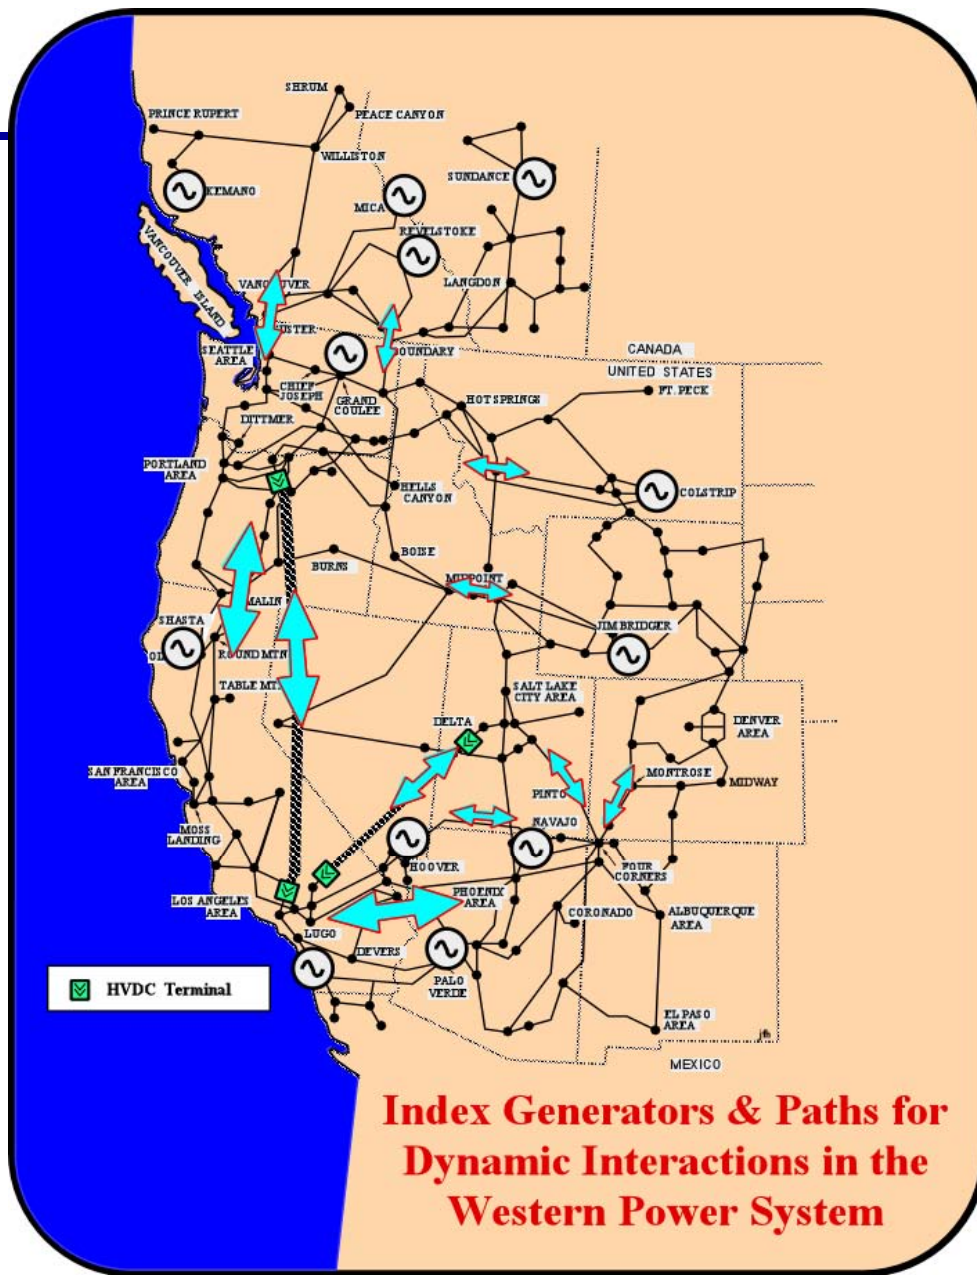 SHRUM
PRINCE RUPERT
PEACE CANYON
WILLISTON
SUNDANCE
KEMANO
MICA
REVELSTOKE
VANCOUVER
ISLAND
VANCOUVER
LANGDON
SEATTLE
AREA
BOUNDARY
CANADA
UNITED STATES
CHIEF
JOSEPH
GRAND
COULEE
HOT SPRINGS
FT. PECK
DITTMER
PORTLAND
AREA
HELLS
CANYON
COLSTRIP
BURNS
BOISE
MIDPOINT
MALIN
SHASTA
JIM BRIDGER
ROUND MTN
TABLE MTN
SALT LAKE
CITY AREA
DELTA
DENVER
AREA
SAN FRANCISCO
AREA
MONTROSE
MIDWAY
PINTO
MOSS
LANDING
NAVAJO
HOOVER
FOUR
CORNERS
LOS ANGELES
AREA
PHOENIX
AREA
CORONADO
ALBUQUERQUE
AREA
LUGO
DEVERS
PALO
VERDE
HVDC Terminal
EL PASO
AREA
MEXICO
Index Generators & Paths for
Dynamic Interactions in the
Western Power System